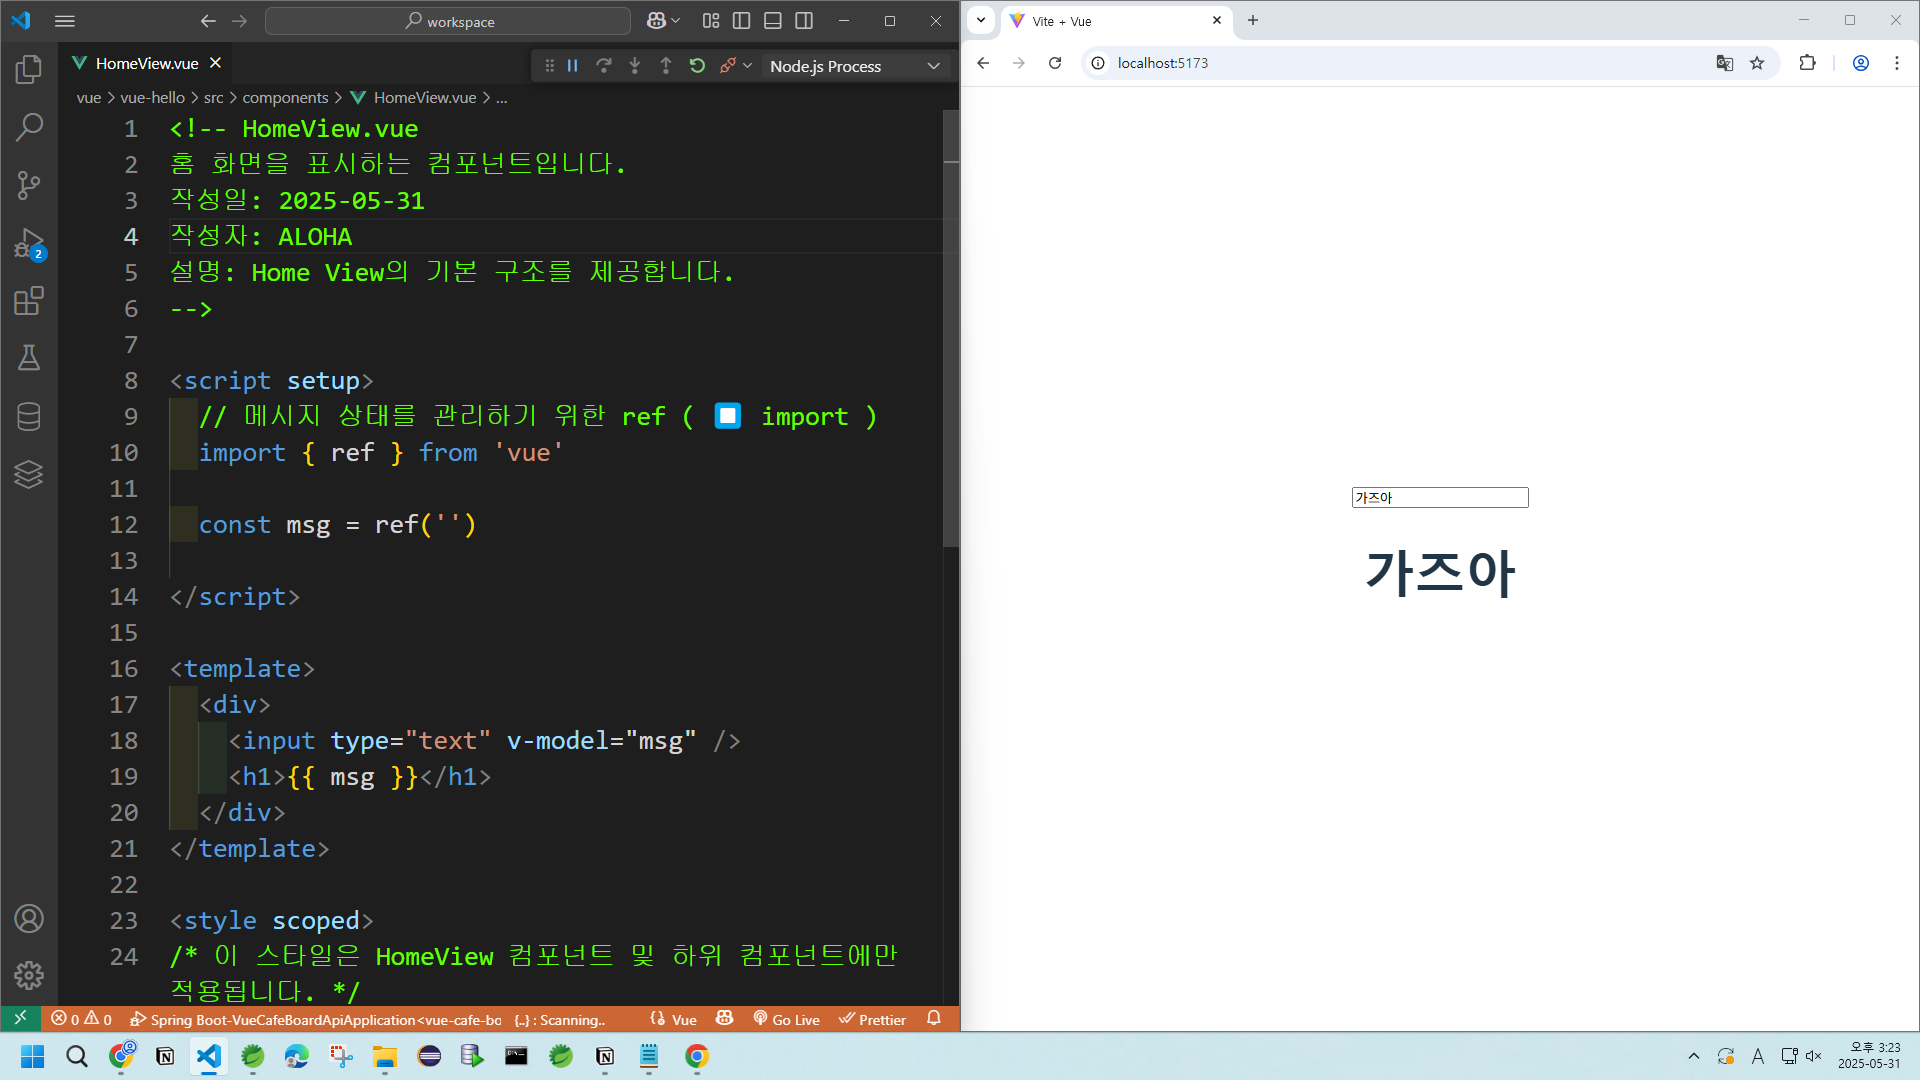 workspace
HomeView.vue
Node.js Process
vue > vue-hello > src > components > HomeView.vue > ...
1 <!-- HomeView.vue
2 홈 화면을 표시하는 컴포넌트입니다.
3 작성일: 2025-05-31
4 작성자: ALOHA
5 설명: Home View의 기본 구조를 제공합니다.
6 -->
7
8 <script setup>
9 // 메시지 상태를 관리하기 위한 ref ( import )
10 import { ref } from 'vue'
11
12 const msg = ref('')
13
14 </script>
15
16 <template>
17 <div>
18 <input type="text" v-model="msg" />
19 <h1>{{ msg }}</h1>
20 </div>
21 </template>
22
23 <style scoped>
24 /* 이 스타일은 HomeView 컴포넌트 및 하위 컴포넌트에만
적용됩니다. */
2
0 0 Spring Boot-VueCafeBoardApiApplication<vue-cafe-bo {..} : Scanning.. Vue Go Live Prettier
Vite + Vue
localhost:5173
가즈아
가즈아
A
오후 3:23
2025-05-31